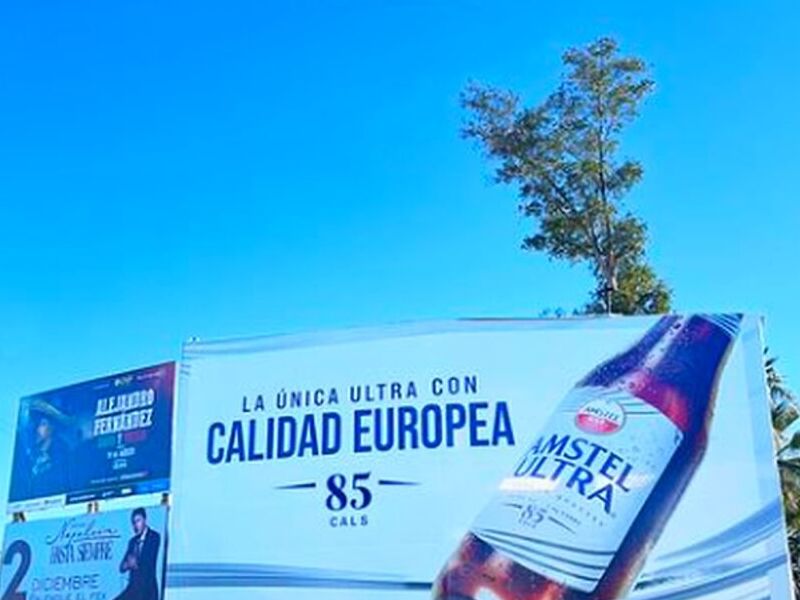 LA ÚNICA ULTRA CON
CALIDAD EUROPEA
85
CALS
AMSTEL
AMSTEL
ULTRA
85
ALEJANDRO
FERNÁNDEZ
Napoleón
HASTA SIEMPRE
2
DICIEMBRE